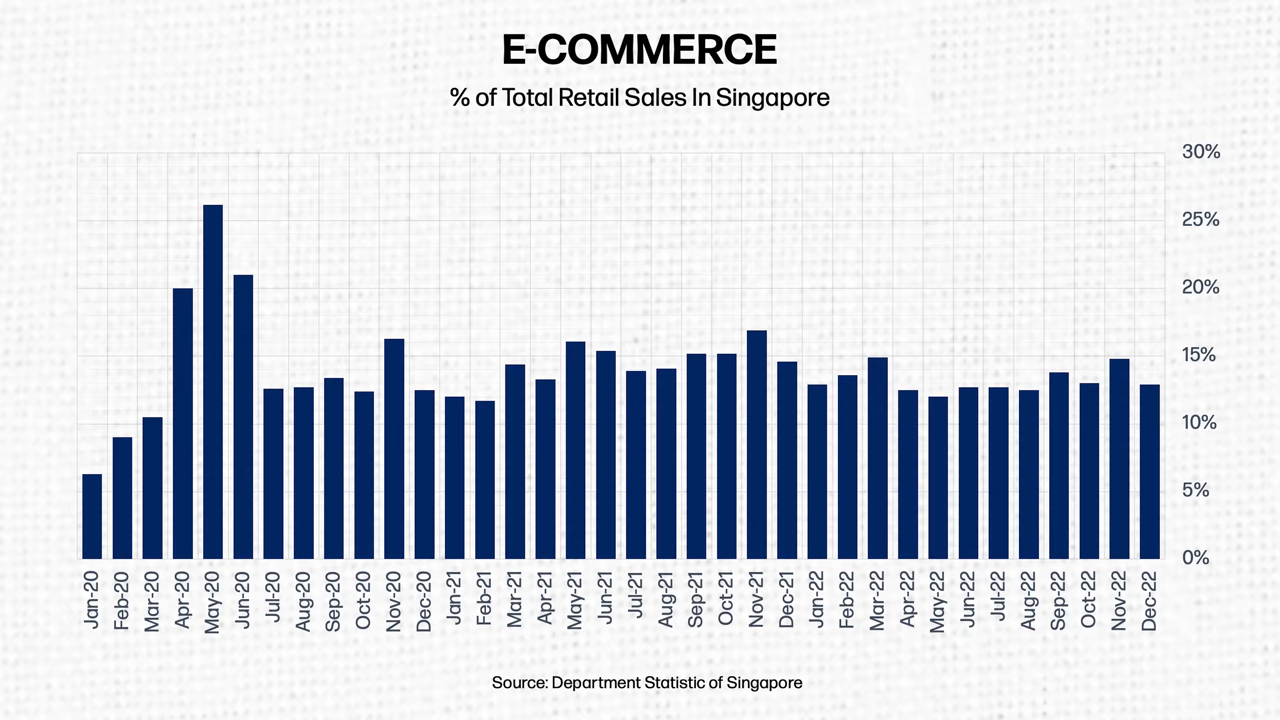 E-COMMERCE
% of Total Retail Sales In Singapore
30%
25%
20%
15%
10%
5%
0%
Jan-20
Feb-20
Mar-20
Apr-20
May-20
Jun-20
Jul-20
Aug-20
Sep-20
Oct-20
Nov-20
Dec-20
Jan-21
Feb-21
Mar-21
Apr-21
May-21
Jun-21
Jul-21
Aug-21
Sep-21
Oct-21
Nov-21
Dec-21
Jan-22
Feb-22
Mar-22
Apr-22
May-22
Jun-22
Jul-22
Aug-22
Sep-22
Oct-22
Nov-22
Dec-22
Source: Department Statistic of Singapore